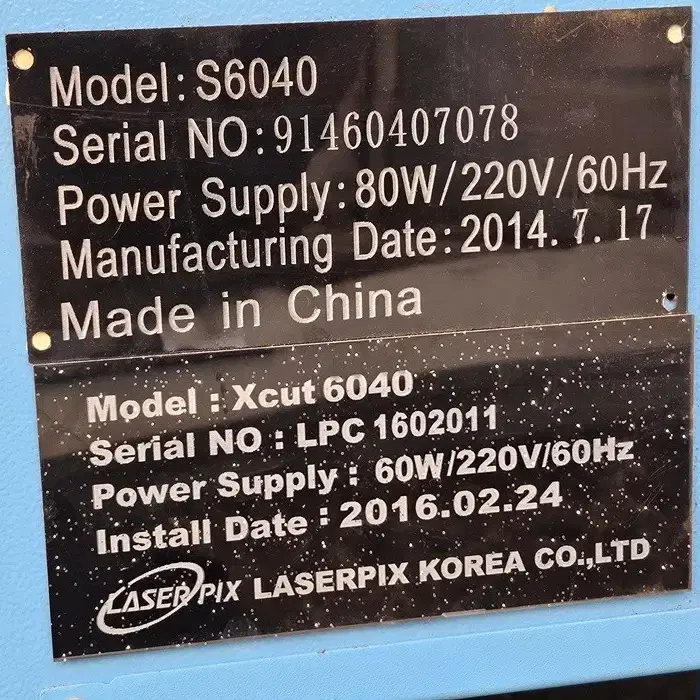 Model: S6040
Serial NO: 91460407078
Power Supply: 80W/220V/60Hz
Manufacturing Date: 2014. 7. 17
Made in China
Model : Xcut 6040
Serial NO : LPC 1602011
Power Supply : 60W/220V/60Hz
Install Date : 2016.02.24
LASERPIX LASERPIX KOREA CO.,LTD